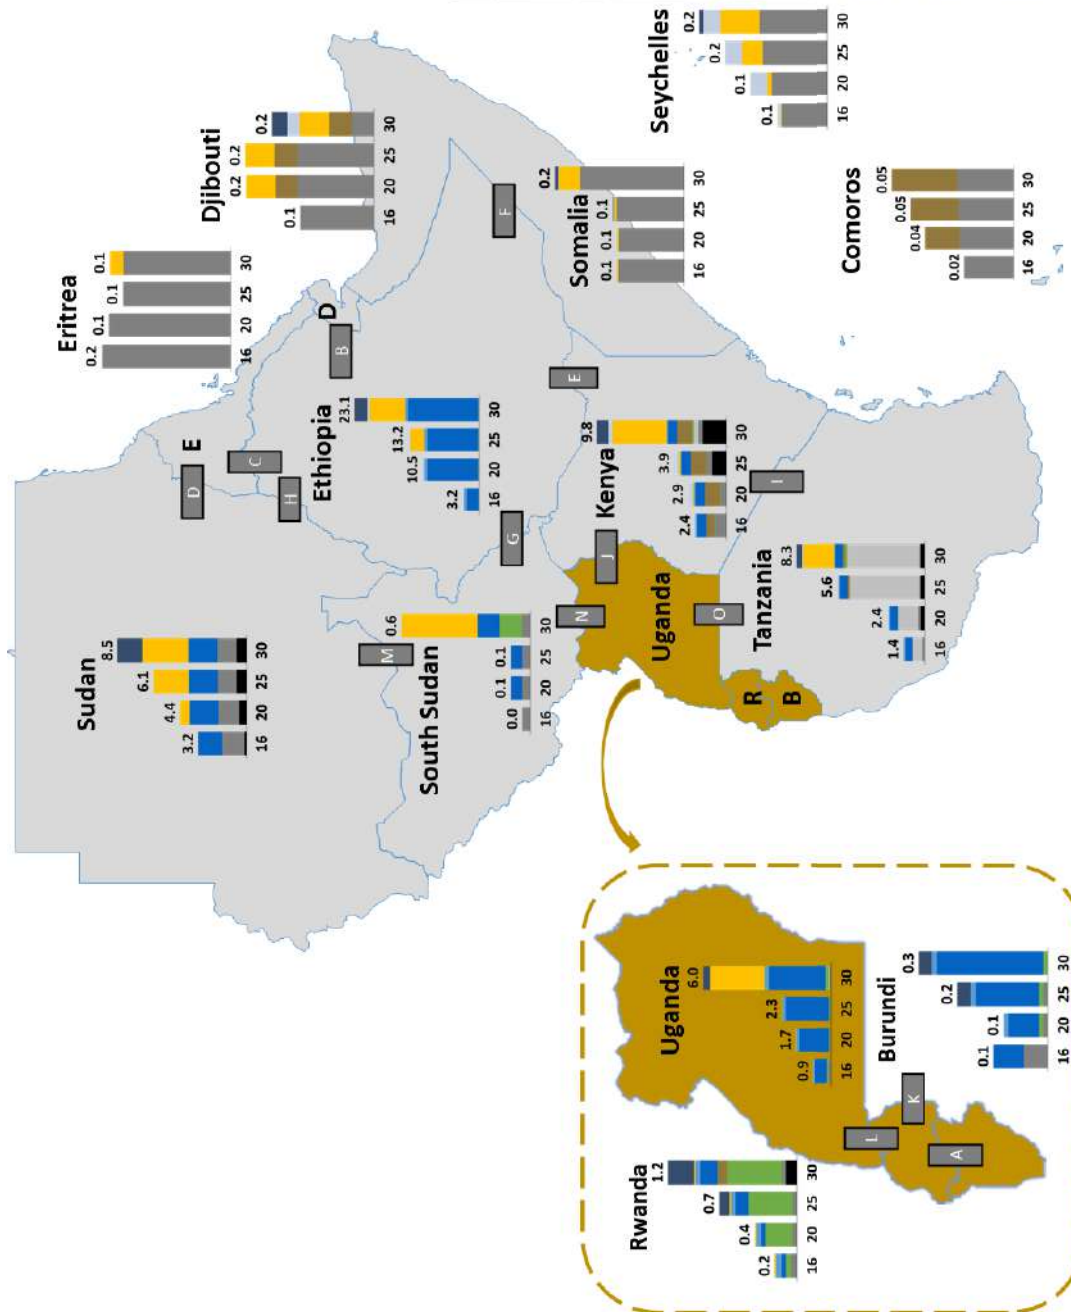 Sudan
3.2
4.4
6.1
8.5
16 20 25 30
E
D
C
H
Eritrea
0.2
0.1
0.1
0.1
16 20 25 30
Djibouti
0.1
0.2
0.2
0.2
16 20 25 30
D
B
Ethiopia
3.2
10.5
13.2
23.1
16 20 25 30
M
South Sudan
0.0
0.1
0.1
0.6
16 20 25 30
G
F
Somalia
0.1
0.1
0.1
0.2
16 20 25 30
E
N
J
Kenya
2.4
2.9
3.9
9.8
16 20 25 30
Uganda
O
I
R
B
Tanzania
1.4
2.4
5.6
8.3
16 20 25 30
Seychelles
0.1
0.1
0.2
0.2
16 20 25 30
Comoros
0.02
0.04
0.05
0.05
16 20 25 30
Rwanda
0.2
0.4
0.7
1.2
16 20 25 30
Uganda
0.9
1.7
2.3
6.0
16 20 25 30
L
K
A
Burundi
0.1
0.1
0.2
0.3
16 20 25 30